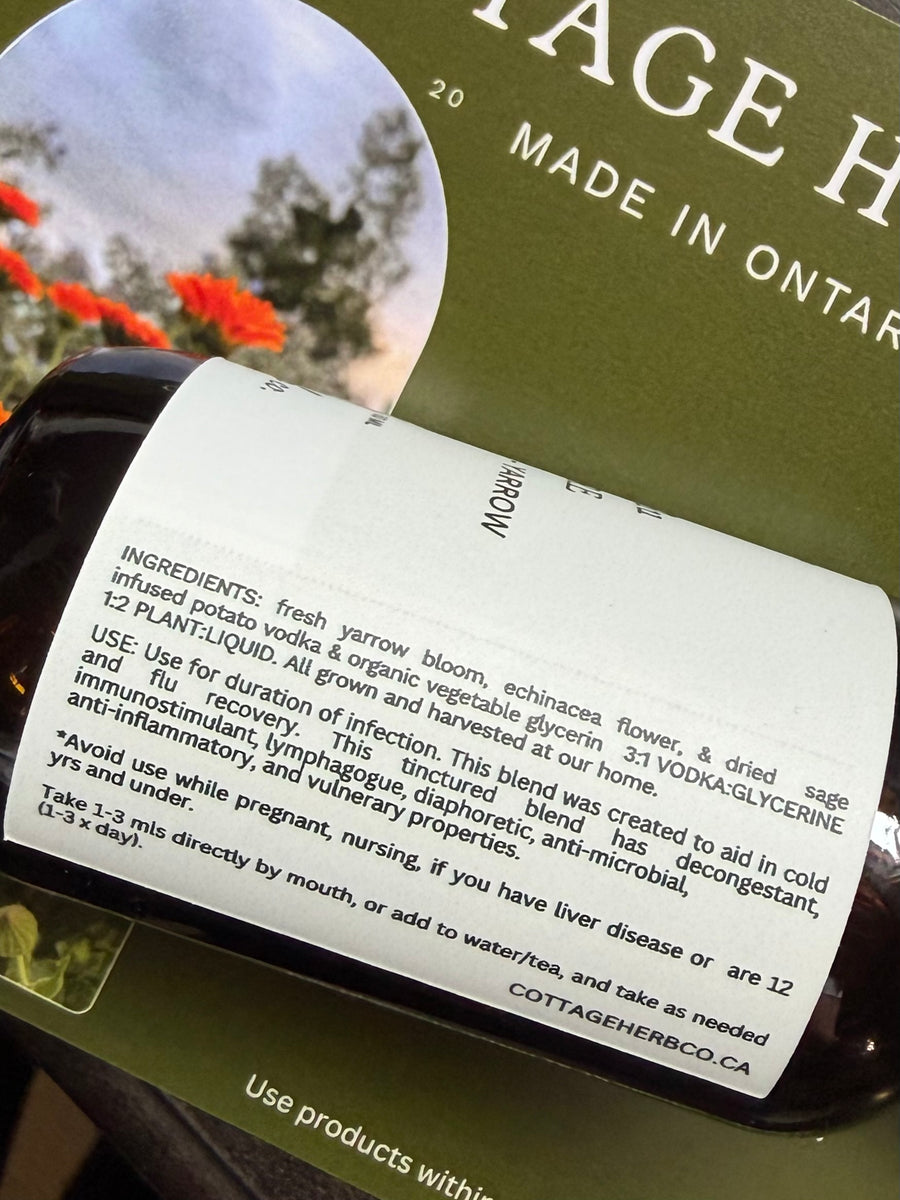 TAGE H
20
MADE IN ONTAR
co.
YARROW
INGREDIENTS: fresh yarrow bloom, echinacea flower, & dried sage
infused potato vodka & organic vegetable glycerin 3:1 VODKA:GLYCERINE
1:2 PLANT:LIQUID. All grown and harvested at our home.
USE: Use for duration of infection. This blend was created to aid in cold
and flu recovery. This tinctured blend has decongestant,
immunostimulant, lymphagogue, diaphoretic, anti-microbial,
anti-inflammatory, and vulnerary properties.
*Avoid use while pregnant, nursing, if you have liver disease or are 12
yrs and under.
Take 1-3 mls directly by mouth, or add to water/tea, and take as needed
(1-3 x day).
COTTAGEHERBCO.CA
Use products within